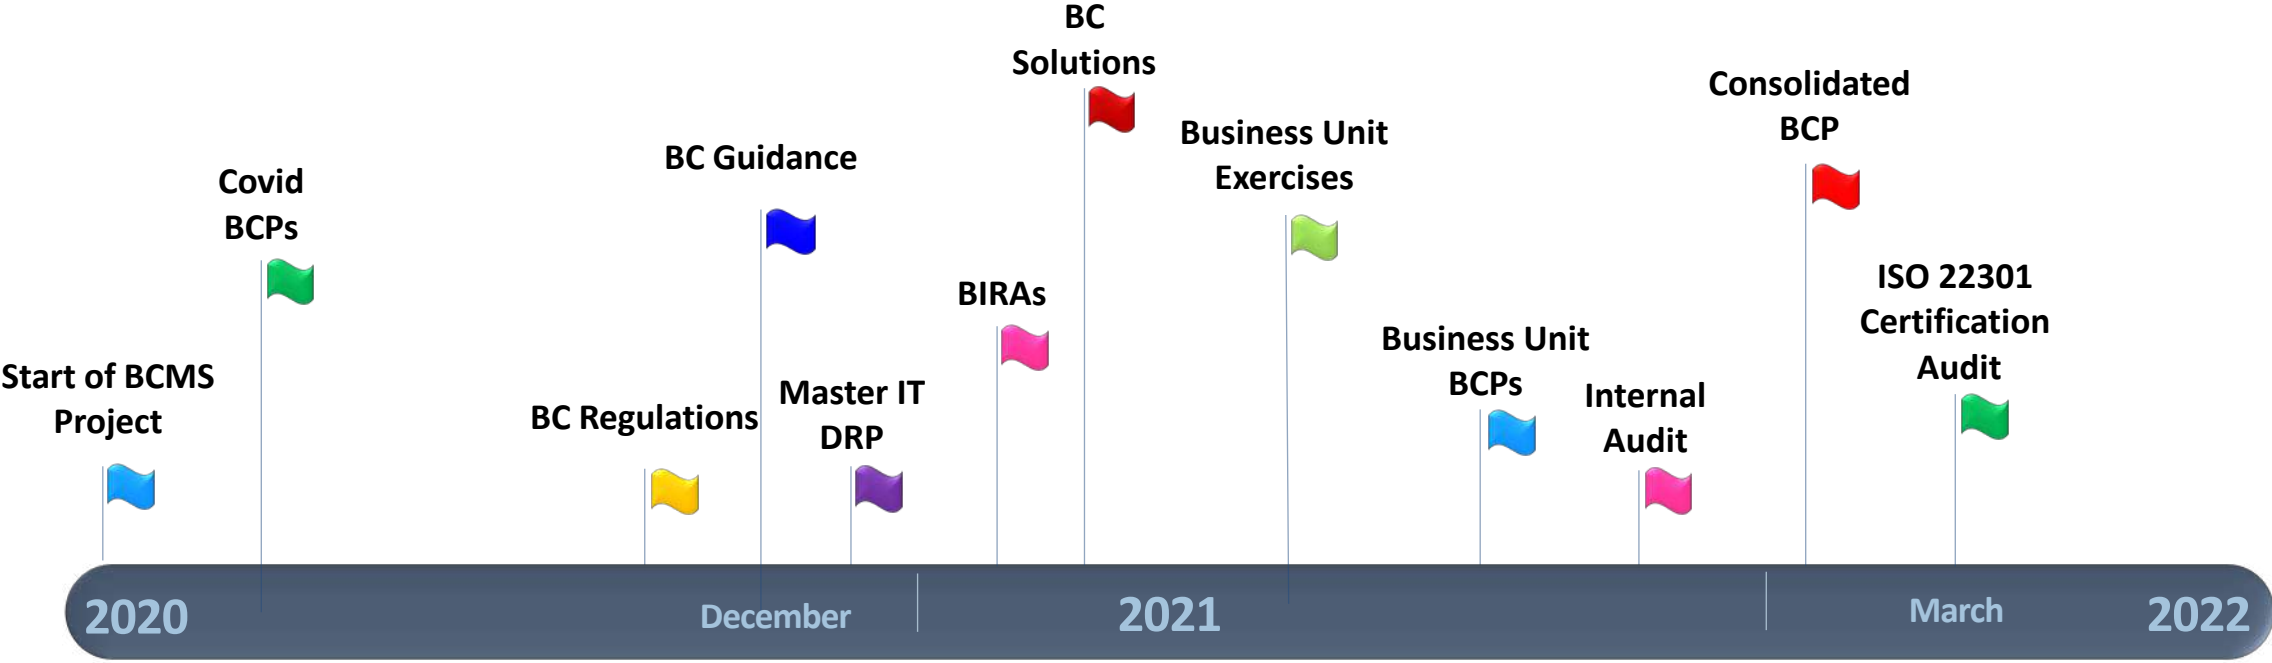 Start of BCMS
Project
Covid
BCPs
BC Regulations
BC Guidance
Master IT
DRP
BIRAs
BC
Solutions
Business Unit
Exercises
Business Unit
BCPs
Internal
Audit
Consolidated
BCP
ISO 22301
Certification
Audit
2020
December
2021
March
2022